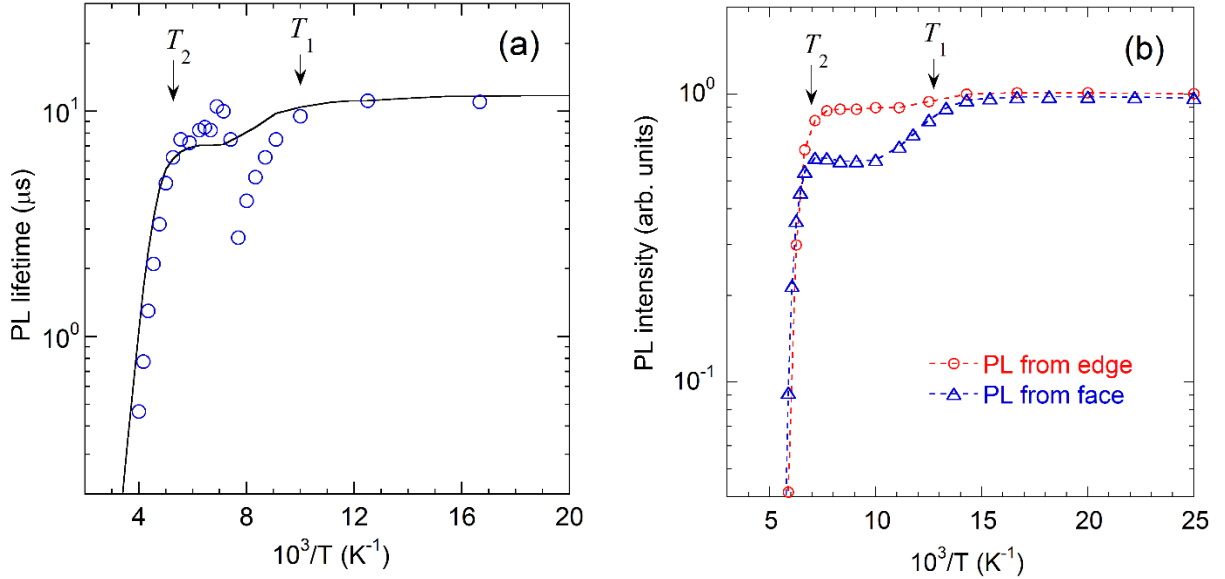 (a)
T2
T1
PL lifetime (μs)
10^1
10^0
4 8 12 16 20
10^3/T (K^-1)
(b)
T2
T1
PL intensity (arb. units)
10^0
10^-1
PL from edge
PL from face
5 10 15 20 25
10^3/T (K^-1)